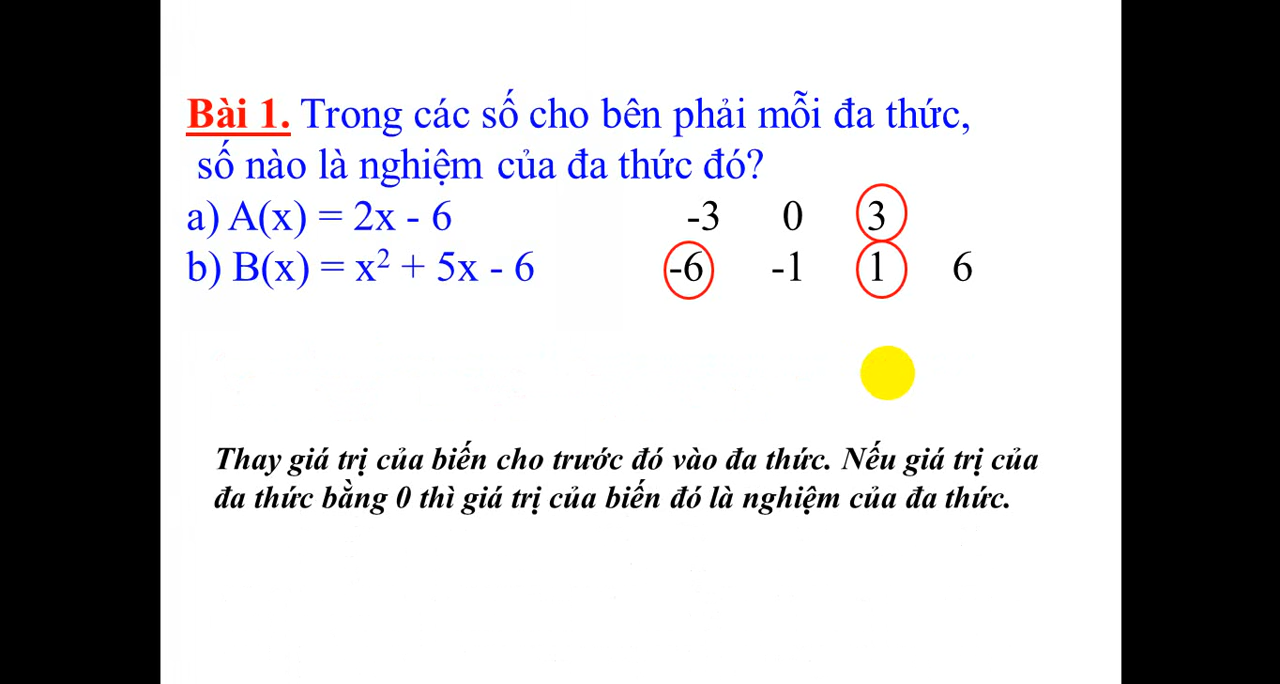 Bài 1. Trong các số cho bên phải mỗi đa thức,
số nào là nghiệm của đa thức đó?
a) A(x) = 2x - 6 -3 0 3
b) B(x) = x² + 5x - 6 -6 -1 1 6
Thay giá trị của biến cho trước đó vào đa thức. Nếu giá trị của
đa thức bằng 0 thì giá trị của biến đó là nghiệm của đa thức.